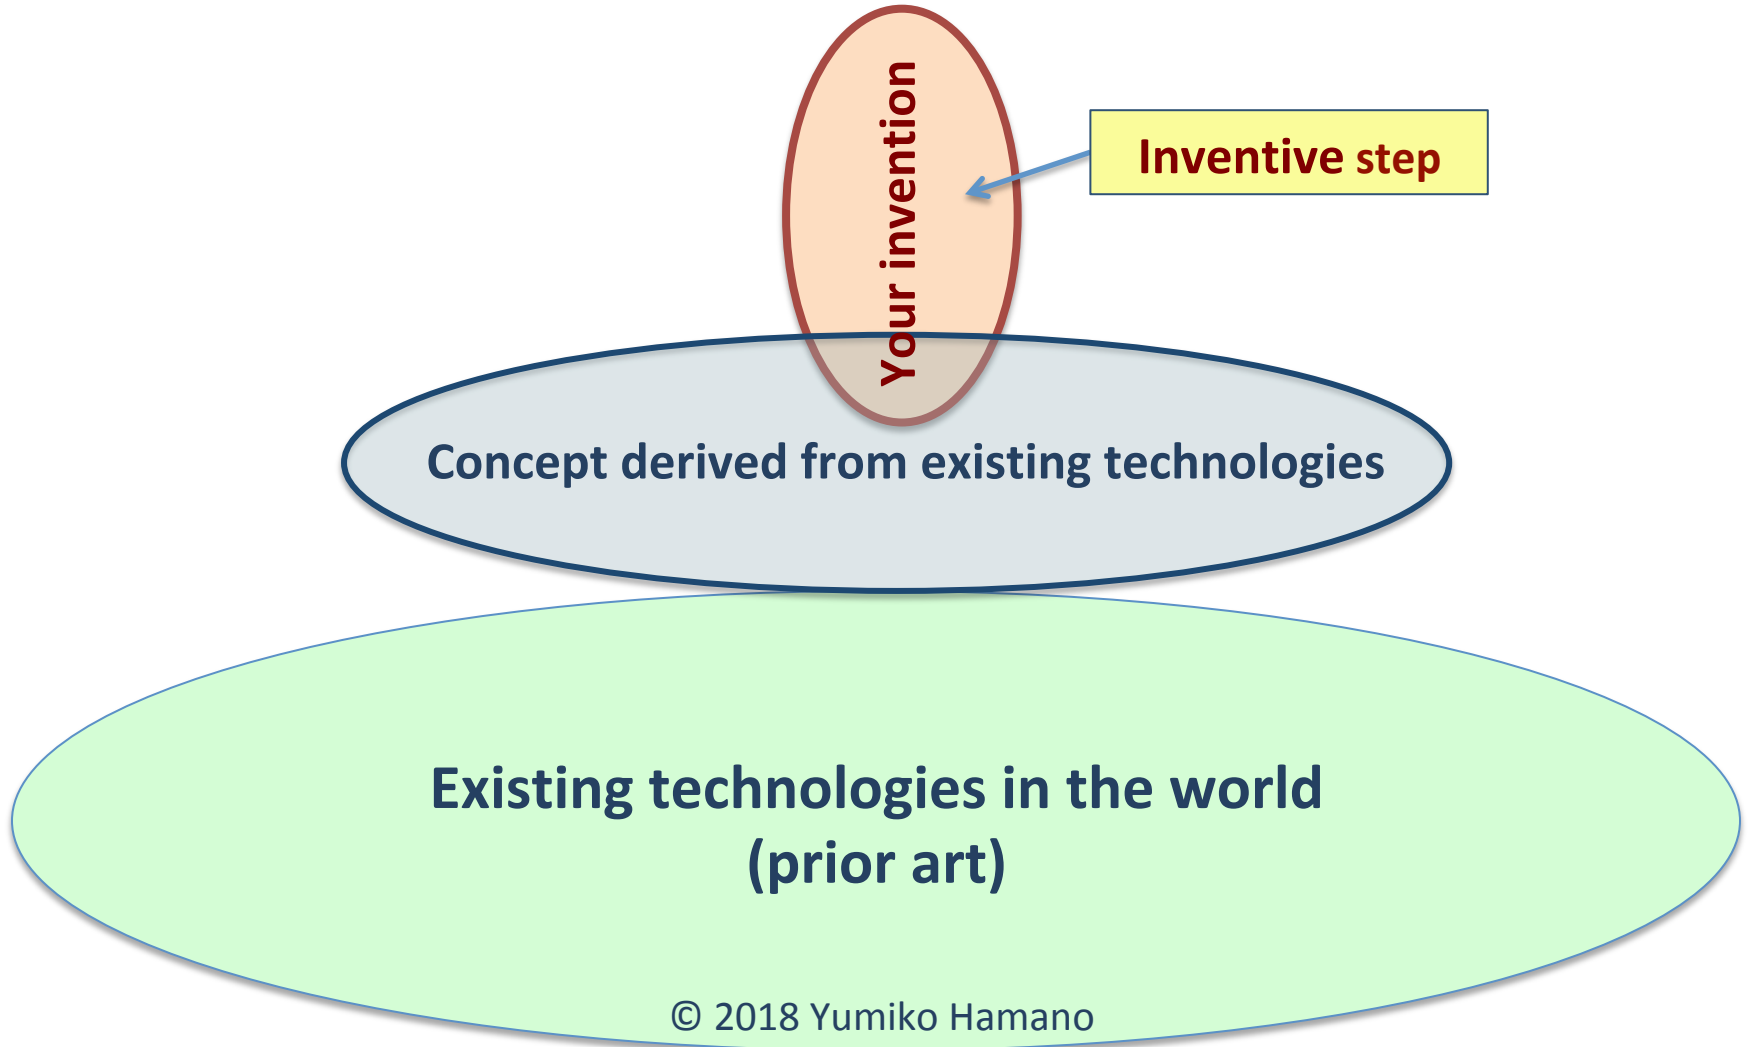 Your invention
Inventive step
Concept derived from existing technologies
Existing technologies in the world
(prior art)
© 2018 Yumiko Hamano